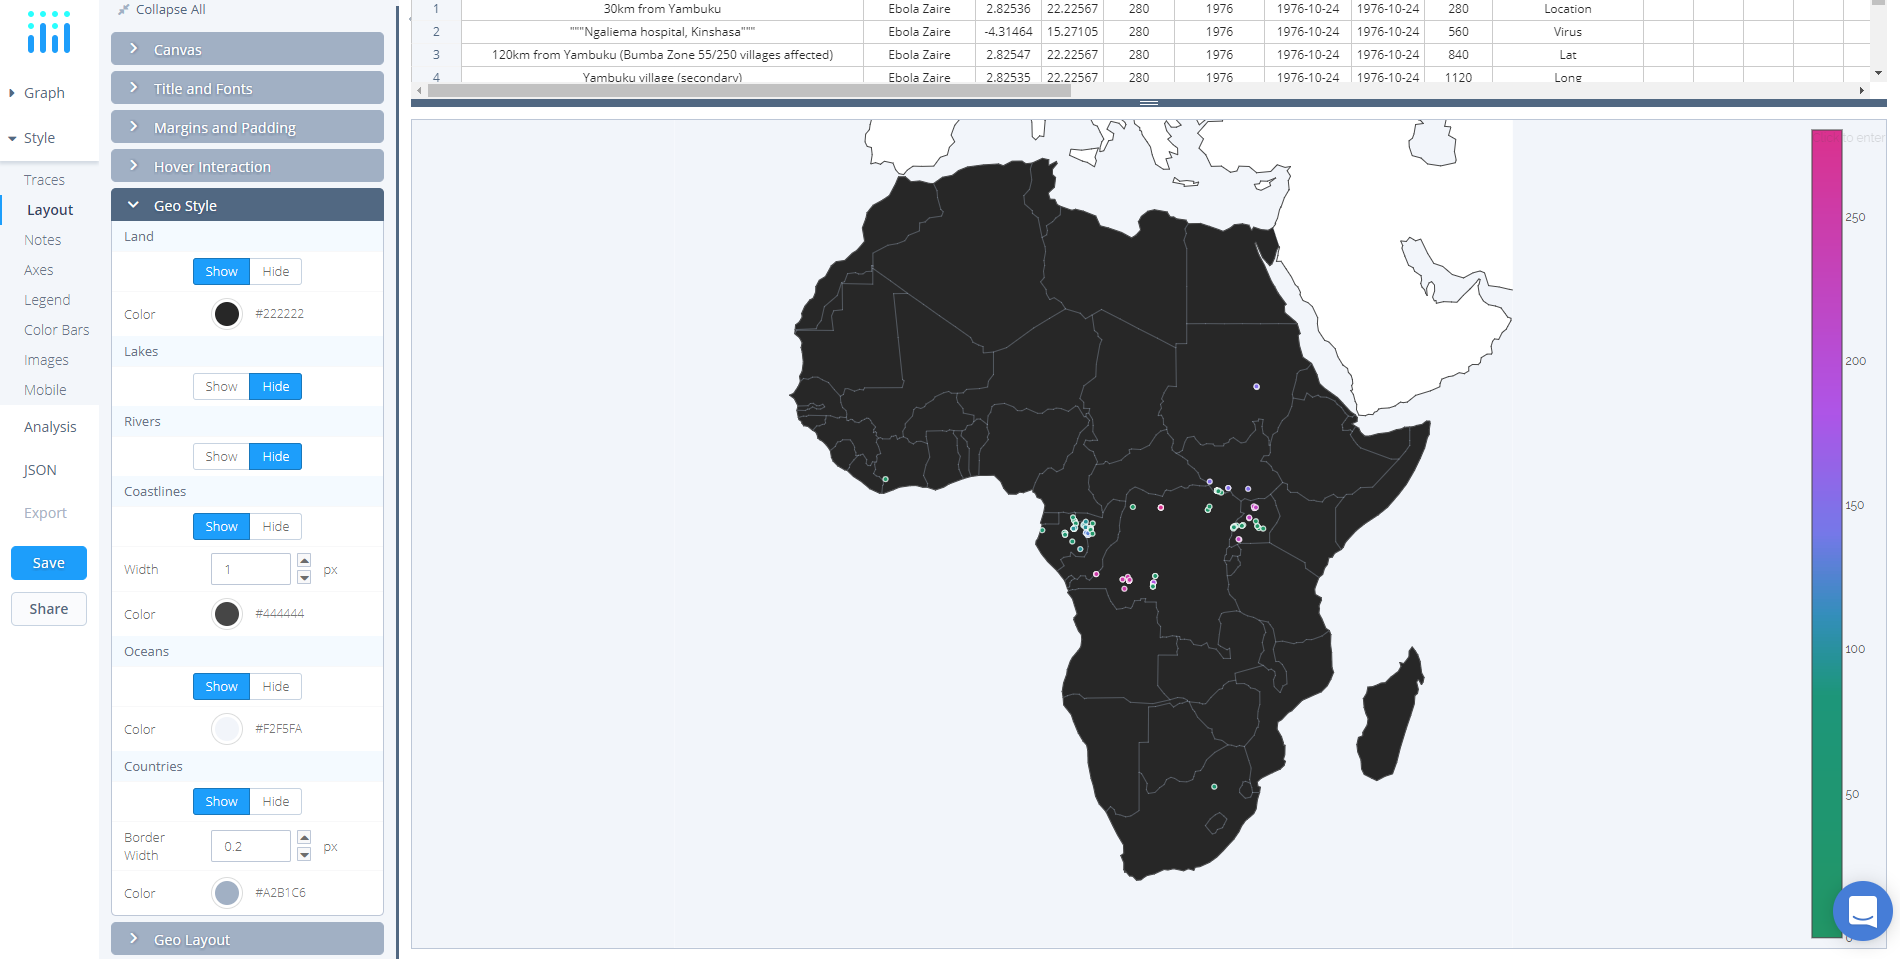 Collapse All
Canvas
Title and Fonts
Margins and Padding
Hover Interaction
Geo Style
Land
Show Hide
Color #222222
Lakes
Show Hide
Rivers
Show Hide
Coastlines
Show Hide
Width 1 px
Color #444444
Oceans
Show Hide
Color #F2F5FA
Countries
Show Hide
Border Width 0.2 px
Color #A2B1C6
Geo Layout
Graph
Style
Traces
Layout
Notes
Axes
Legend
Color Bars
Images
Mobile
Analysis
JSON
Export
Save
Share
1 30km from Yambuku Ebola Zaire 2.82536 22.22567 280 1976 1976-10-24 1976-10-24 280 Location
2 """Ngaliema hospital, Kinshasa""" Ebola Zaire -4.31464 15.27105 280 1976 1976-10-24 1976-10-24 560 Virus
3 120km from Yambuku (Bumba Zone 55/250 villages affected) Ebola Zaire 2.82547 22.22567 280 1976 1976-10-24 1976-10-24 840 Lat
4 Yambuku village (secondary) Ebola Zaire 2.82535 22.22567 280 1976 1976-10-24 1976-10-24 1120 Long
to enter
250
200
150
100
50
0